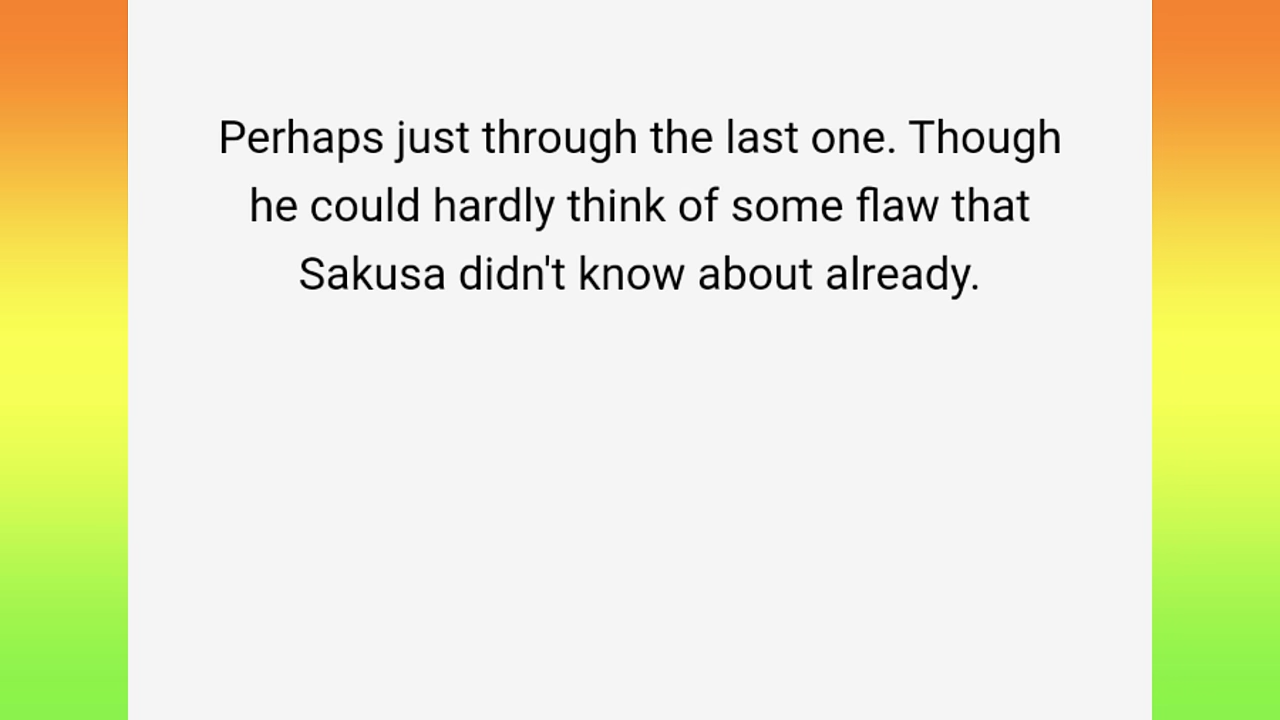 Perhaps just through the last one. Though
he could hardly think of some flaw that
Sakusa didn't know about already.